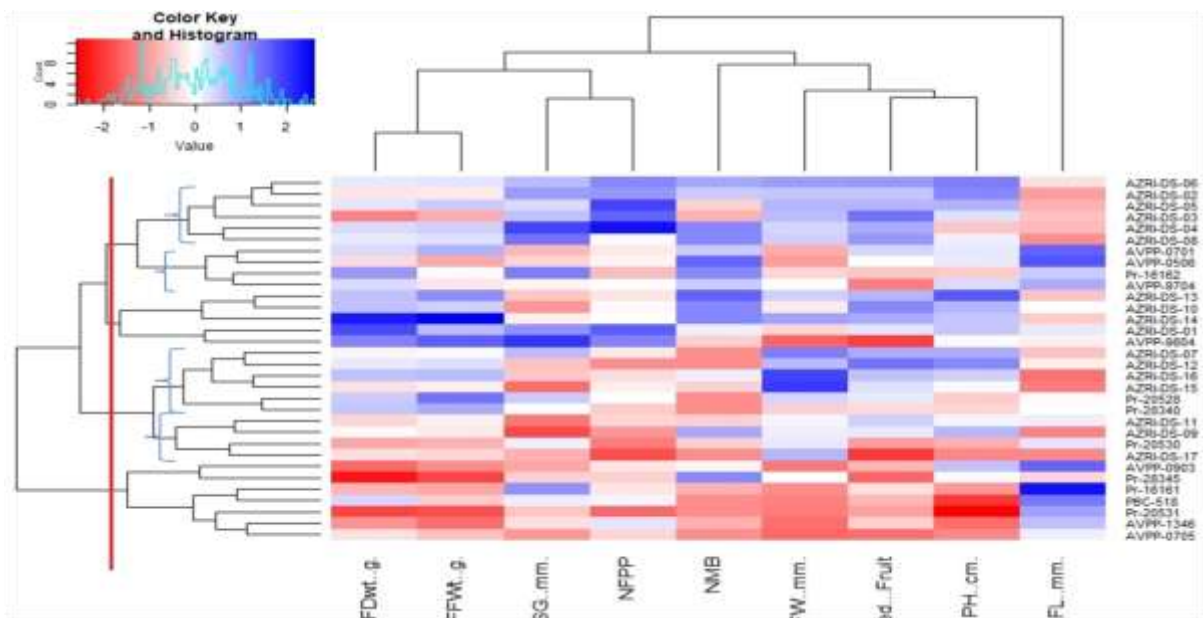 Color Key
and Histogram
Count
0 4 8
-2 -1 0 1 2
Value
AZRI-DS-06
AZRI-DS-02
AZRI-DS-05
AZRI-DS-03
AZRI-DS-04
AZRI-DS-08
AVPP-0701
AVPP-0506
Pr-16162
AVPP-9704
AZRI-DS-13
AZRI-DS-10
AZRI-DS-14
AZRI-DS-01
AVPP-9804
AZRI-DS-07
AZRI-DS-12
AZRI-DS-16
AZRI-DS-15
Pr-20528
Pr-28340
AZRI-DS-11
AZRI-DS-09
Pr-20530
AZRI-DS-17
AVPP-0903
Pr-28345
Pr-16161
PBC-518
Pr-20531
AVPP-1346
AVPP-0705
FDwt..g.
FFWt..g.
SG..mm.
NFPP
NMB
W..mm.
ed...Fruit
PH..cm.
FL..mm.